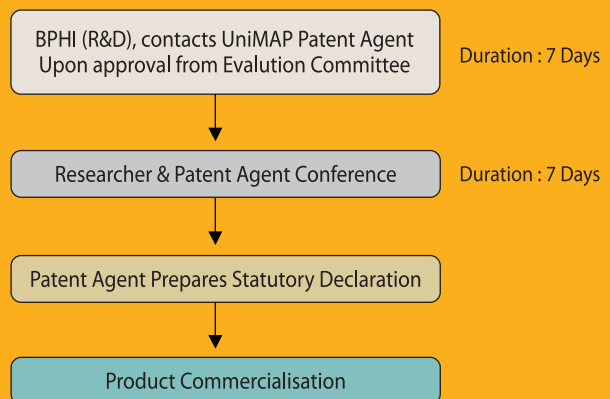 BPHI (R&D), contacts UniMAP Patent Agent
Upon approval from Evalution Committee
Duration : 7 Days
Researcher & Patent Agent Conference
Duration : 7 Days
Patent Agent Prepares Statutory Declaration
Product Commercialisation